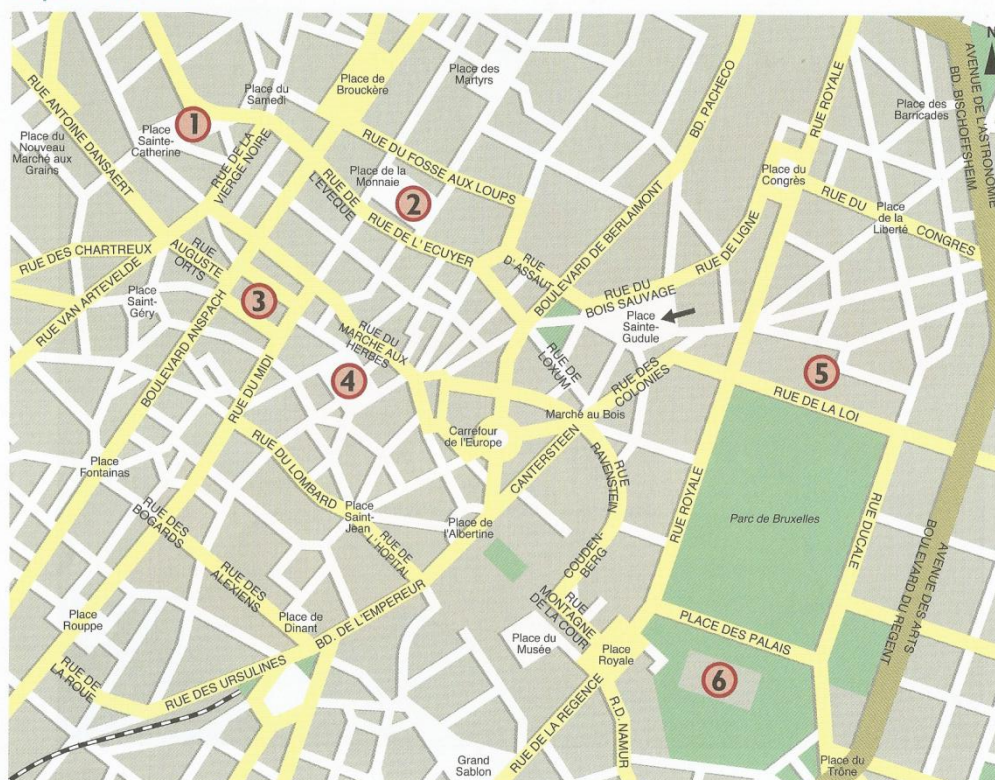 N
Place de
Brouckère
Place des
Martyrs
Place du
Samedi
1
Place
Sainte-
Catherine
Place du
Nouveau
Marché aux
Grains
RUE ANTOINE DANSAERT
RUE DE LA
VIERGE NOIRE
RUE DU FOSSE AUX LOUPS
Place de la
Monnaie
2
RUE DE
L'EVEQUE
RUE DE L'ECUYER
BD. PACHECO
RUE ROYALE
AVENUE DE L'ASTRONOMIE
BD. BISCHOFFSHEIM
Place des
Barricades
Place du
Congrès
RUE DU
CONGRES
Place
de la
Liberté
RUE DES CHARTREUX
RUE
AUGUSTE
ORTS
RUE VAN ARTEVELDE
Place
Saint-
Géry
3
BOULEVARD ANSPACH
RUE DU MIDI
RUE DU
MARCHE AUX
HERBES
4
RUE
D'ASSAUT
BOULEVARD DE BERLAIMONT
RUE DU
BOIS SAUVAGE
RUE DE LIGNE
Place
Sainte-
Gudule
RUE DE
LOXUM
RUE DES
COLONIES
5
RUE DE LA LOI
Marché au Bois
Carrefour
de l'Europe
CANTERSTEEN
RUE
RAVENSTEIN
RUE ROYALE
Parc de Bruxelles
RUE DUCALE
AVENUE DES ARTS
BOULEVARD DU REGENT
Place
Fontainas
RUE DU LOMBARD
RUE DES
BOGARDS
Place
Saint-
Jean
RUE DE
L'HOPITAL
Place de
l'Albertine
RUE DES
ALEXIENS
COUDEN-
BERG
RUE
MONTAGNE
DE LA COUR
Place
Rouppe
Place de
Dinant
BD. DE L'EMPEREUR
Place du
Musée
Place
Royale
PLACE DES PALAIS
6
RUE DE
LA ROUE
RUE DES URSULINES
RUE DE LA REGENCE
R.D. NAMUR
Grand
Sablon
Place du
Trône